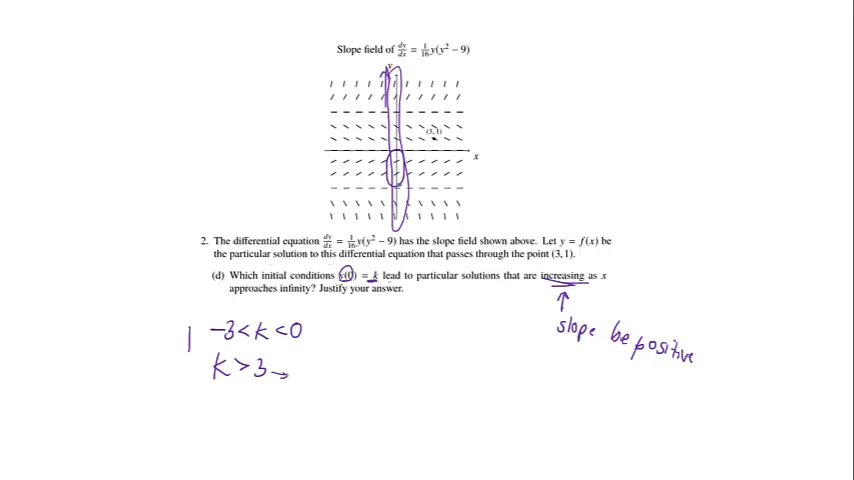 Slope field of dy/dx = 1/16 y(y² − 9)
y
(3, 1)
x
2. The differential equation dy/dx = 1/16 y(y² − 9) has the slope field shown above. Let y = f(x) be
the particular solution to this differential equation that passes through the point (3, 1).
(d) Which initial conditions y(0) = k lead to particular solutions that are increasing as x
approaches infinity? Justify your answer.
slope be positive
-3 < k < 0
k > 3 →